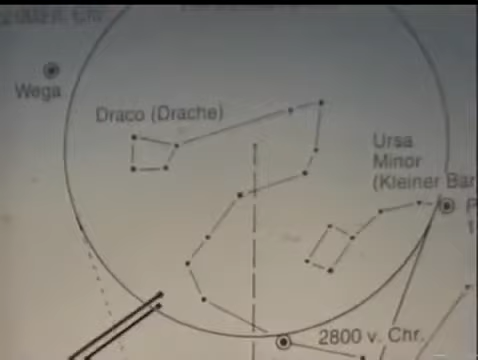 Wega
Draco (Drache)
Ursa
Minor
(Kleiner Bär
2800 v. Chr.